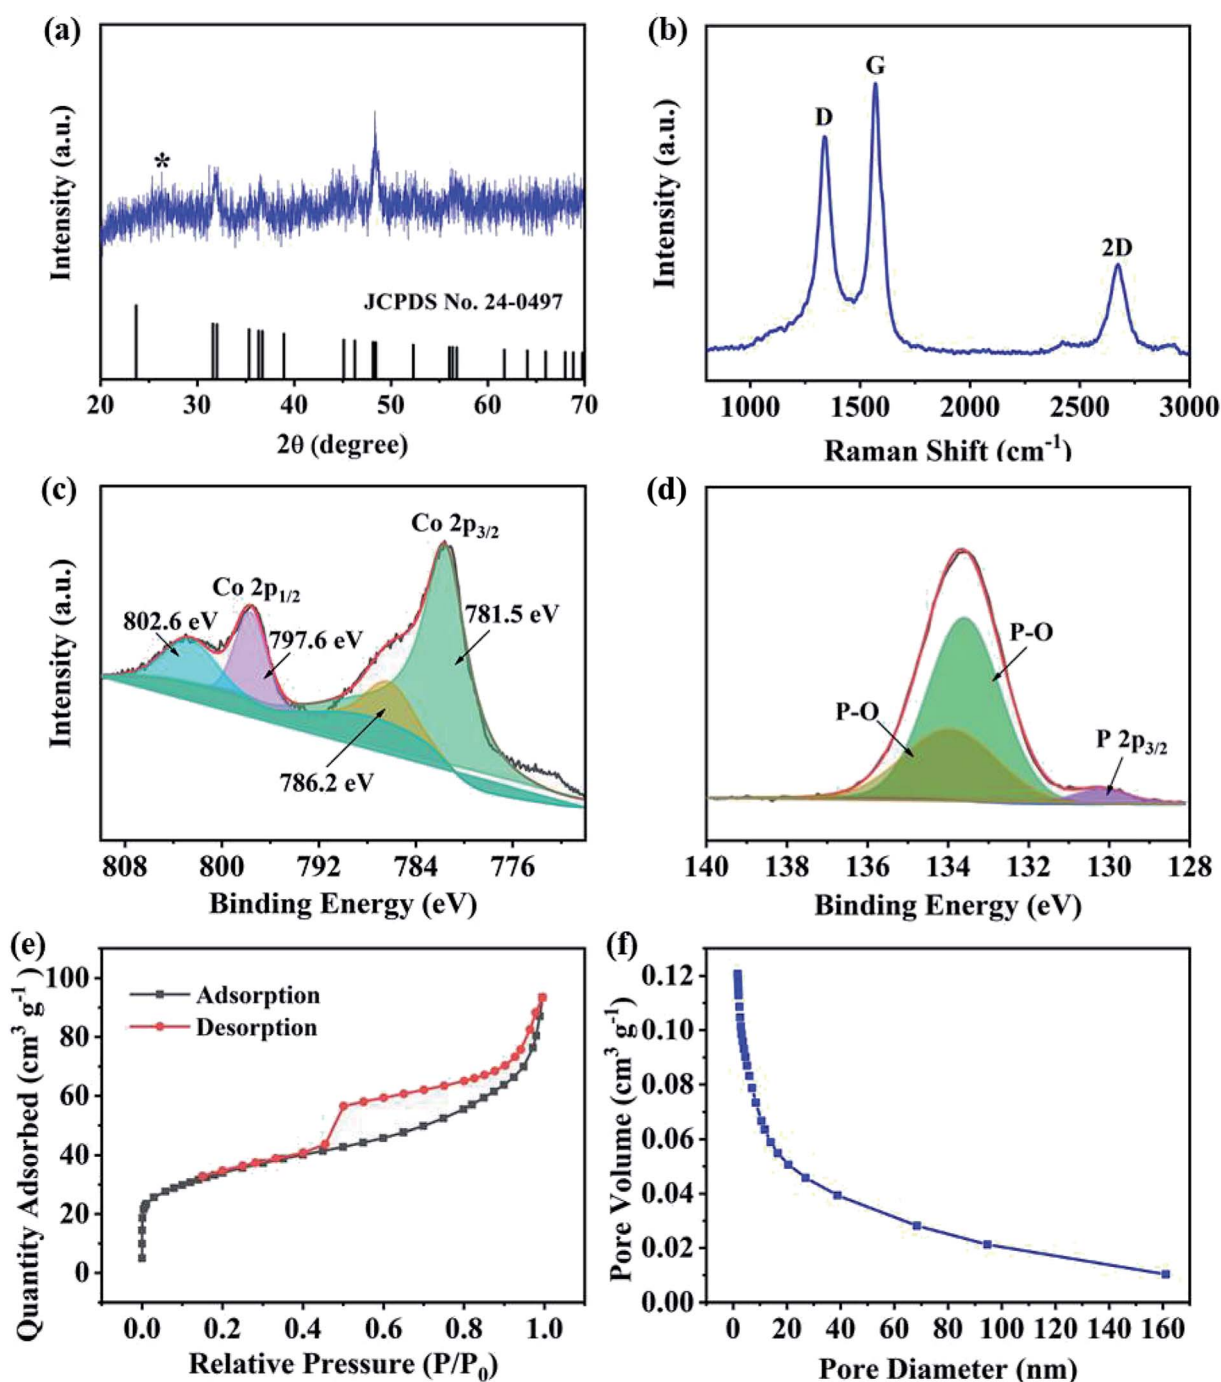 (a)
Intensity (a.u.)
*
JCPDS No. 24-0497
20 30 40 50 60 70
2θ (degree)
(b)
Intensity (a.u.)
D
G
2D
1000 1500 2000 2500 3000
Raman Shift (cm⁻¹)
(c)
Intensity (a.u.)
Co 2p₃/₂
Co 2p₁/₂
802.6 eV
797.6 eV
781.5 eV
786.2 eV
808 800 792 784 776
Binding Energy (eV)
(d)
P-O
P-O
P 2p₃/₂
140 138 136 134 132 130 128
Binding Energy (eV)
(e)
Quantity Adsorbed (cm³ g⁻¹ )
100
80
60
40
20
0
Adsorption
Desorption
0.0 0.2 0.4 0.6 0.8 1.0
Relative Pressure (P/P₀)
(f)
Pore Volume (cm³ g⁻¹)
0.12
0.10
0.08
0.06
0.04
0.02
0.00
0 20 40 60 80 100 120 140 160
Pore Diameter (nm)